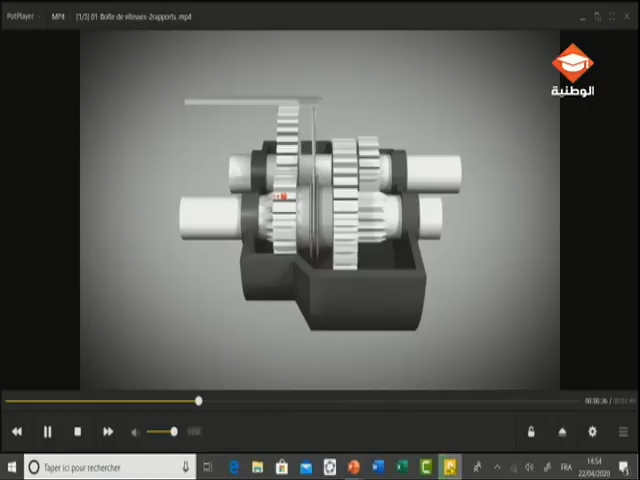 PotPlayer
MP4
[1/5] 01 Boîte de vitesses-2rapports.mp4
الوطنية
00:00:36
Taper ici pour rechercher
FRA
14:54
22/04/2020